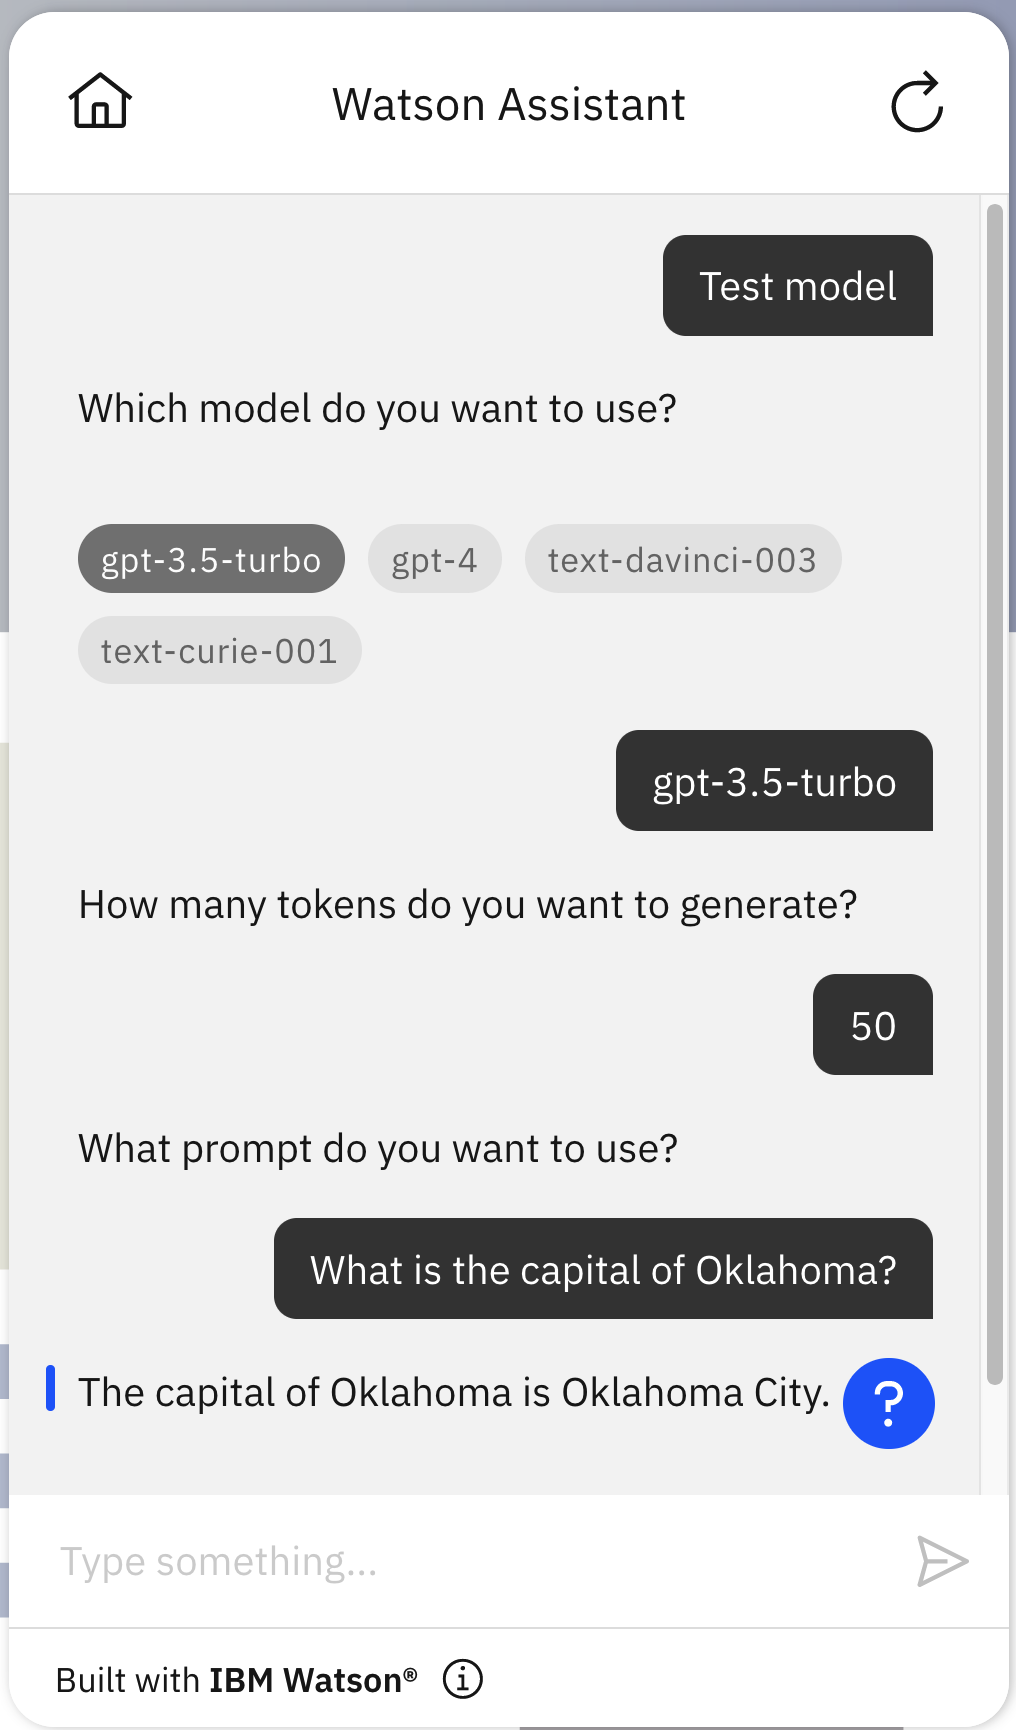 Watson Assistant
Test model
Which model do you want to use?
gpt-3.5-turbo
gpt-4
text-davinci-003
text-curie-001
gpt-3.5-turbo
How many tokens do you want to generate?
50
What prompt do you want to use?
What is the capital of Oklahoma?
The capital of Oklahoma is Oklahoma City.
?
Type something...
Built with IBM Watson®